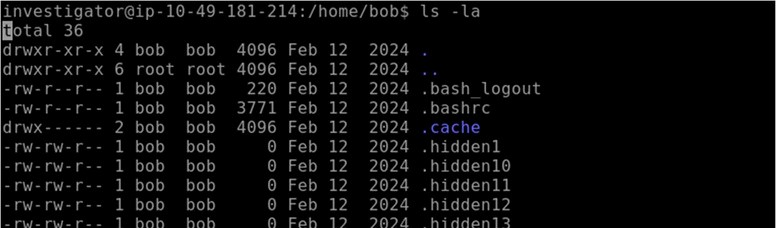 investigator@ip-10-49-181-214:/home/bob$ ls -la
total 36
drwxr-xr-x 4 bob  bob  4096 Feb 12  2024 .
drwxr-xr-x 6 root root 4096 Feb 12  2024 ..
-rw-r--r-- 1 bob  bob   220 Feb 12  2024 .bash_logout
-rw-r--r-- 1 bob  bob  3771 Feb 12  2024 .bashrc
drwx------ 2 bob  bob  4096 Feb 12  2024 .cache
-rw-rw-r-- 1 bob  bob     0 Feb 12  2024 .hidden1
-rw-rw-r-- 1 bob  bob     0 Feb 12  2024 .hidden10
-rw-rw-r-- 1 bob  bob     0 Feb 12  2024 .hidden11
-rw-rw-r-- 1 bob  bob     0 Feb 12  2024 .hidden12
-rw-rw-r-- 1 bob  bob     0 Feb 12  2024 .hidden13